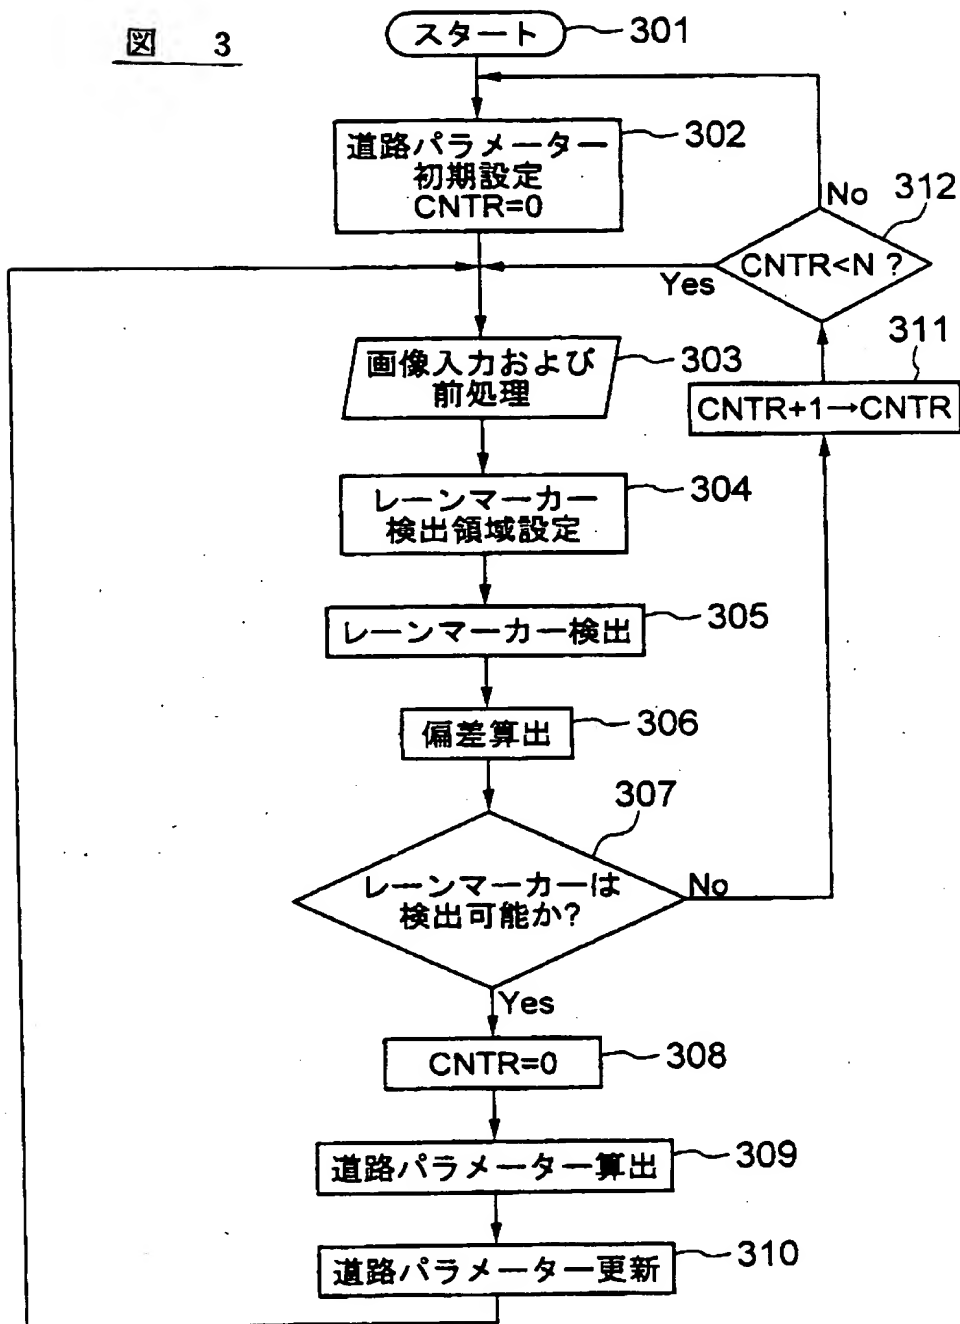 図 3
スタート
301
道路パラメーター
初期設定
CNTR=0
302
No
312
CNTR<N ?
Yes
311
CNTR+1→CNTR
画像入力および
前処理
303
レーンマーカー
検出領域設定
304
レーンマーカー検出
305
偏差算出
306
307
レーンマーカーは
検出可能か?
No
Yes
CNTR=0
308
道路パラメーター算出
309
道路パラメーター更新
310